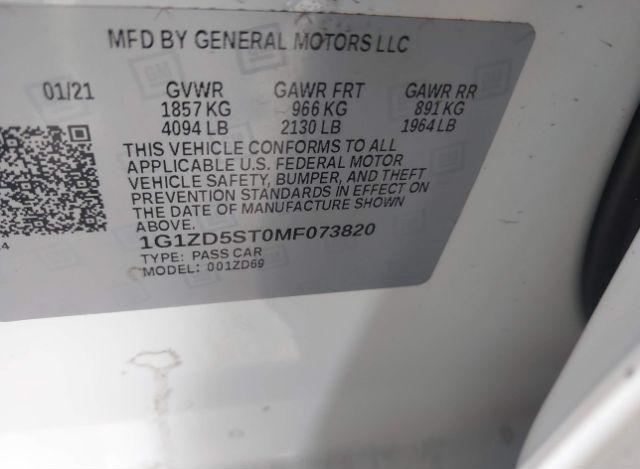 MFD BY GENERAL MOTORS LLC
01/21 GVWR GAWR FRT GAWR RR
1857 KG 966 KG 891 KG
4094 LB 2130 LB 1964 LB
THIS VEHICLE CONFORMS TO ALL
APPLICABLE U.S. FEDERAL MOTOR
VEHICLE SAFETY, BUMPER, AND THEFT
PREVENTION STANDARDS IN EFFECT ON
THE DATE OF MANUFACTURE SHOWN
ABOVE.
1G1ZD5ST0MF073820
TYPE: PASS CAR
MODEL: 001ZD69